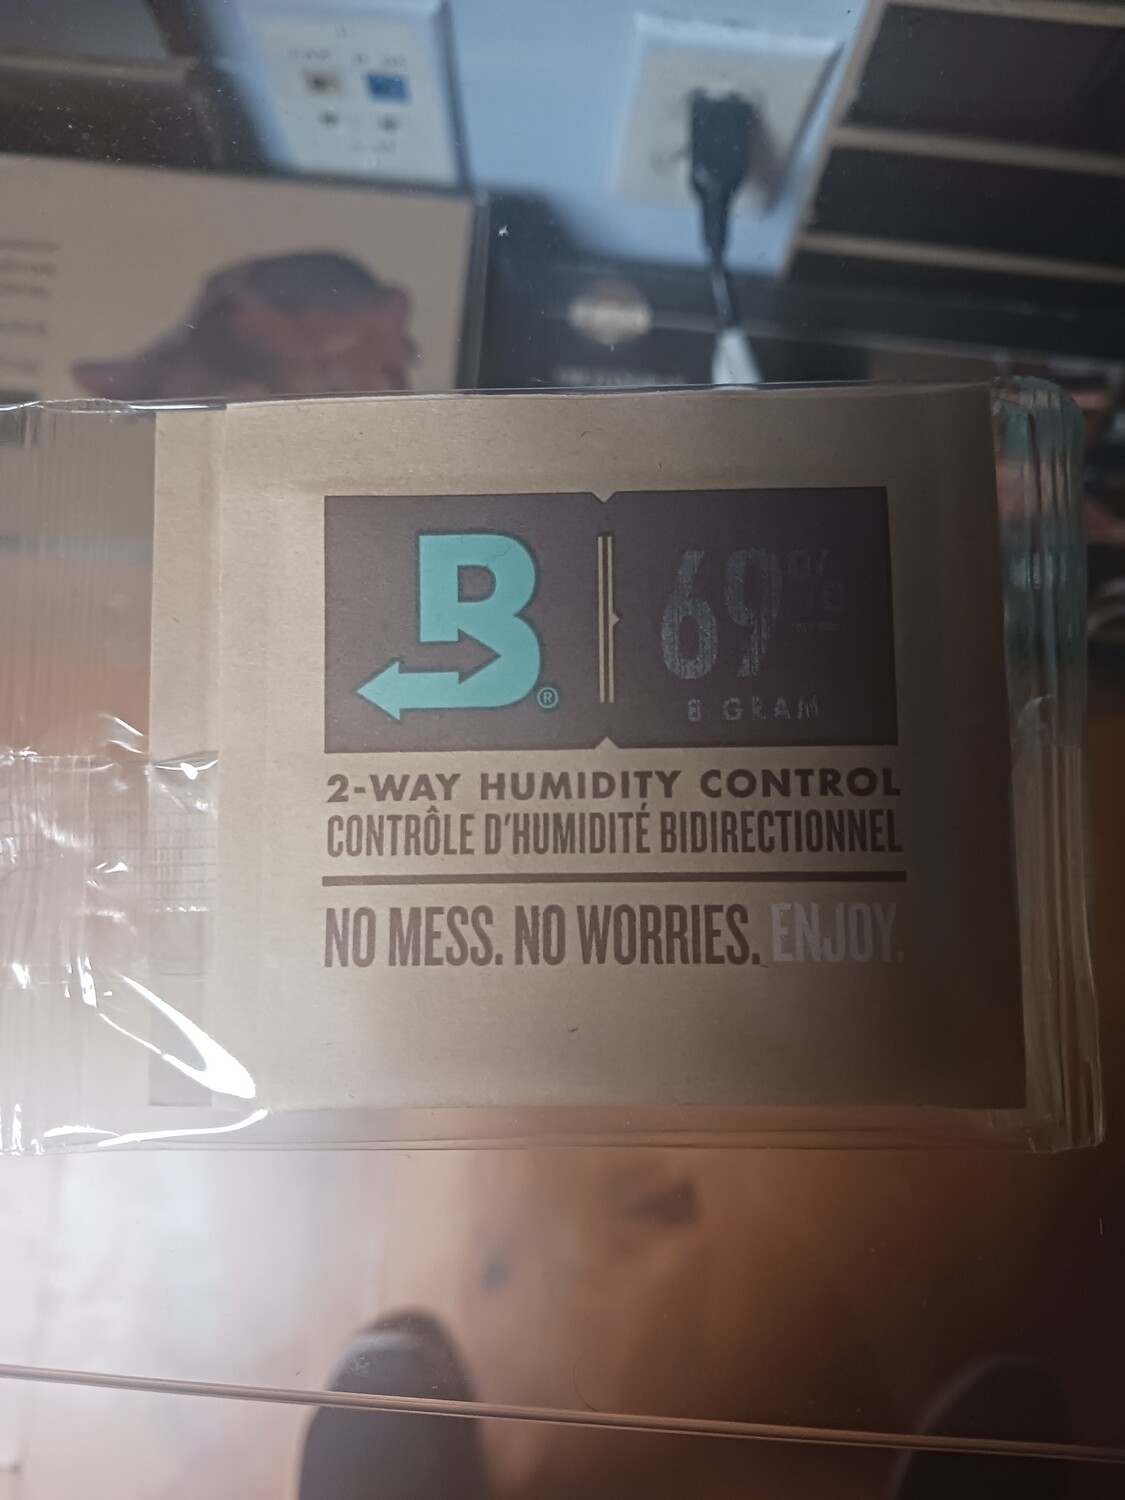 B®
69%
8 GRAM
2-WAY HUMIDITY CONTROL
CONTRÔLE D'HUMIDITÉ BIDIRECTIONNEL
NO MESS. NO WORRIES. ENJOY.